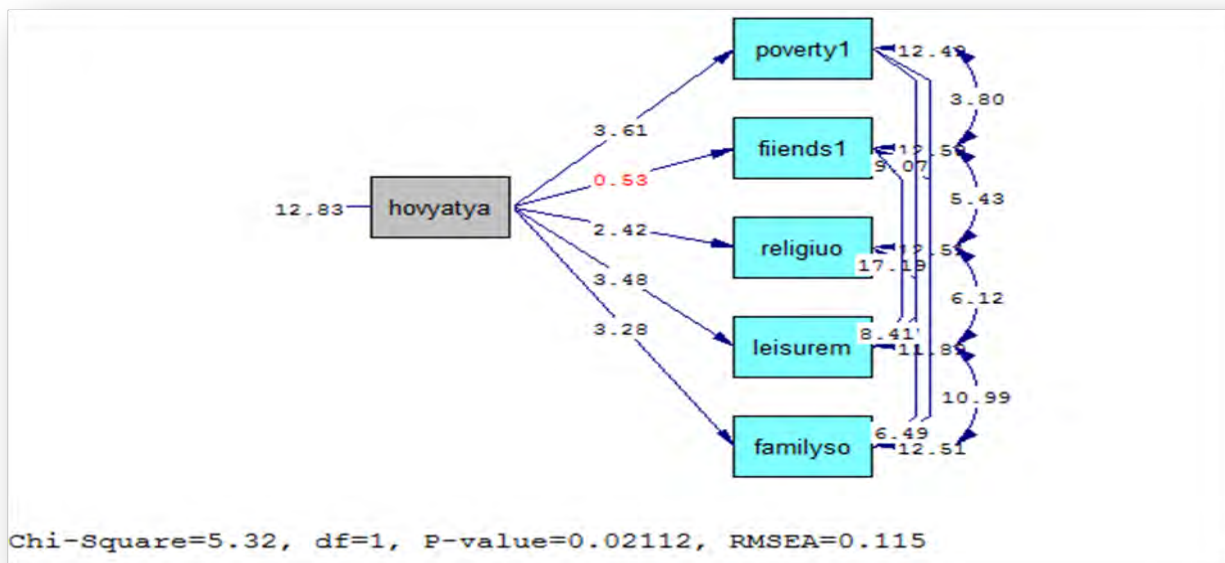 poverty1
12.49
3.80
3.61
fiiends1
9.07
0.53
5.43
12.83
hovyatya
2.42
religiuo
17.19
3.48
6.12
3.28
8.41
leisurem
11.89
10.99
6.49
familyso
12.51
Chi-Square=5.32, df=1, P-value=0.02112, RMSEA=0.115